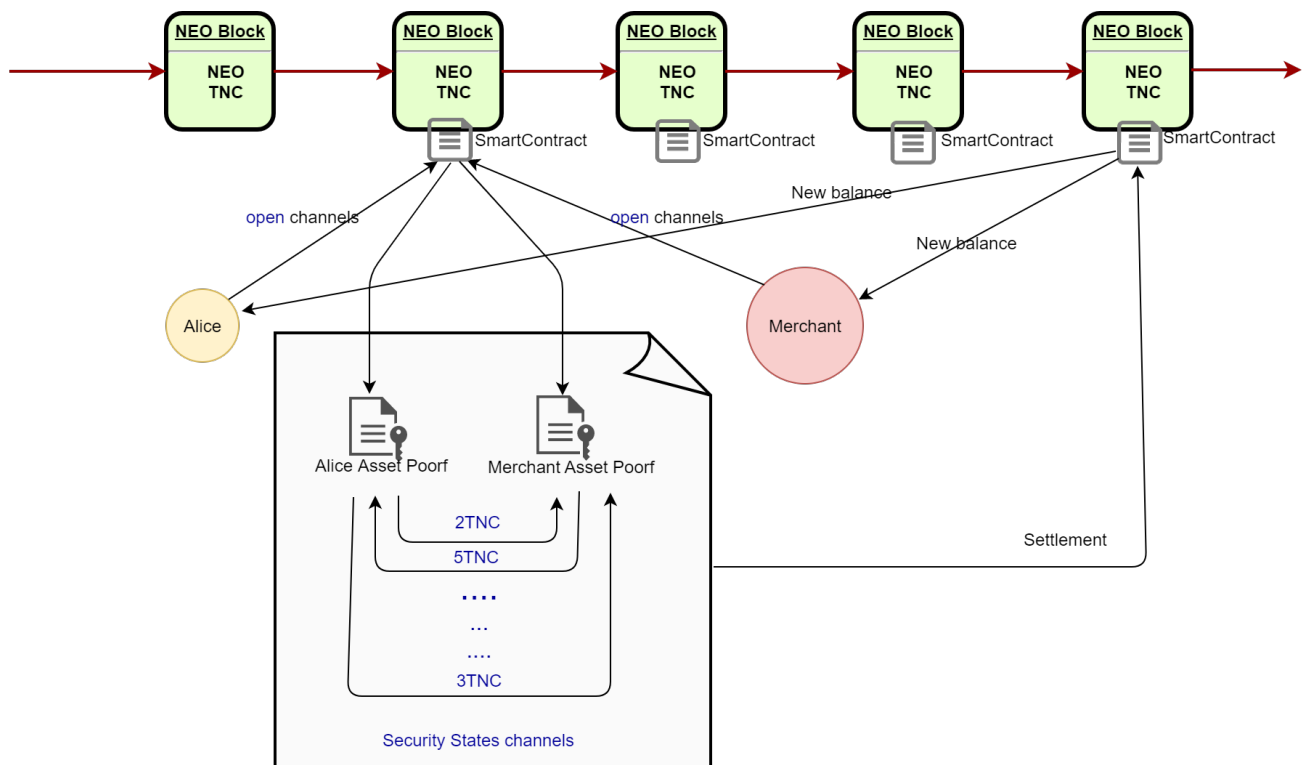 NEO Block
NEO
TNC
NEO Block
NEO
TNC
SmartContract
NEO Block
NEO
TNC
SmartContract
NEO Block
NEO
TNC
SmartContract
NEO Block
NEO
TNC
SmartContract
open channels
open channels
New balance
New balance
Alice
Merchant
Alice Asset Poorf
Merchant Asset Poorf
2TNC
5TNC
....
...
....
3TNC
Security States channels
Settlement